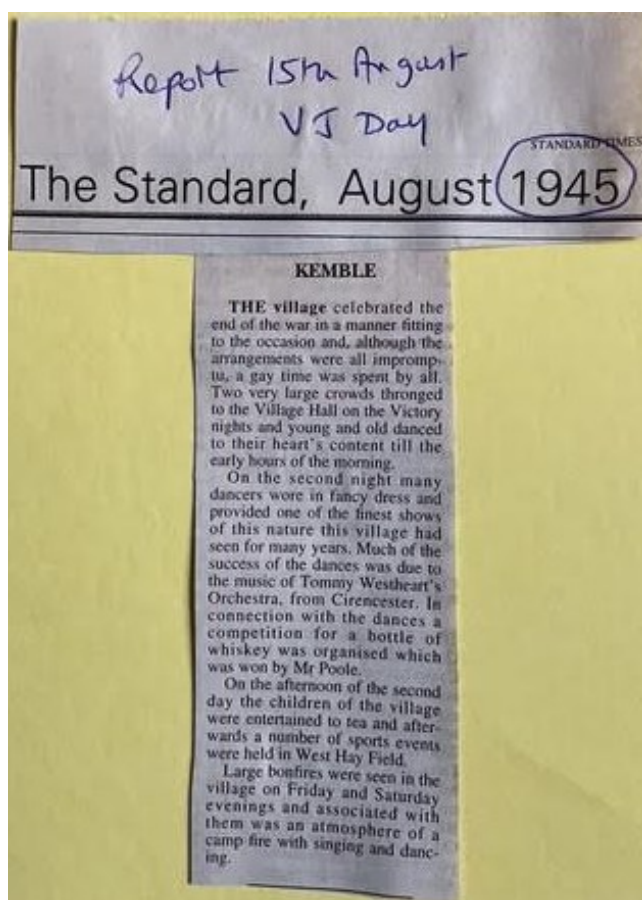 Report 15th August
VJ Day
STANDARD TIMES
The Standard, August 1945
KEMBLE
THE village celebrated the
end of the war in a manner fitting
to the occasion and, although the
arrangements were all impromp-
tu, a gay time was spent by all.
Two very large crowds thronged
to the Village Hall on the Victory
nights and young and old danced
to their heart's content till the
early hours of the morning.
On the second night many
dancers wore in fancy dress and
provided one of the finest shows
of this nature this village had
seen for many years. Much of the
success of the dances was due to
the music of Tommy Westheart's
Orchestra, from Cirencester. In
connection with the dances a
competition for a bottle of
whiskey was organised which
was won by Mr Poole.
On the afternoon of the second
day the children of the village
were entertained to tea and after-
wards a number of sports events
were held in West Hay Field.
Large bonfires were seen in the
village on Friday and Saturday
evenings and associated with
them was an atmosphere of a
camp fire with singing and danc-
ing.